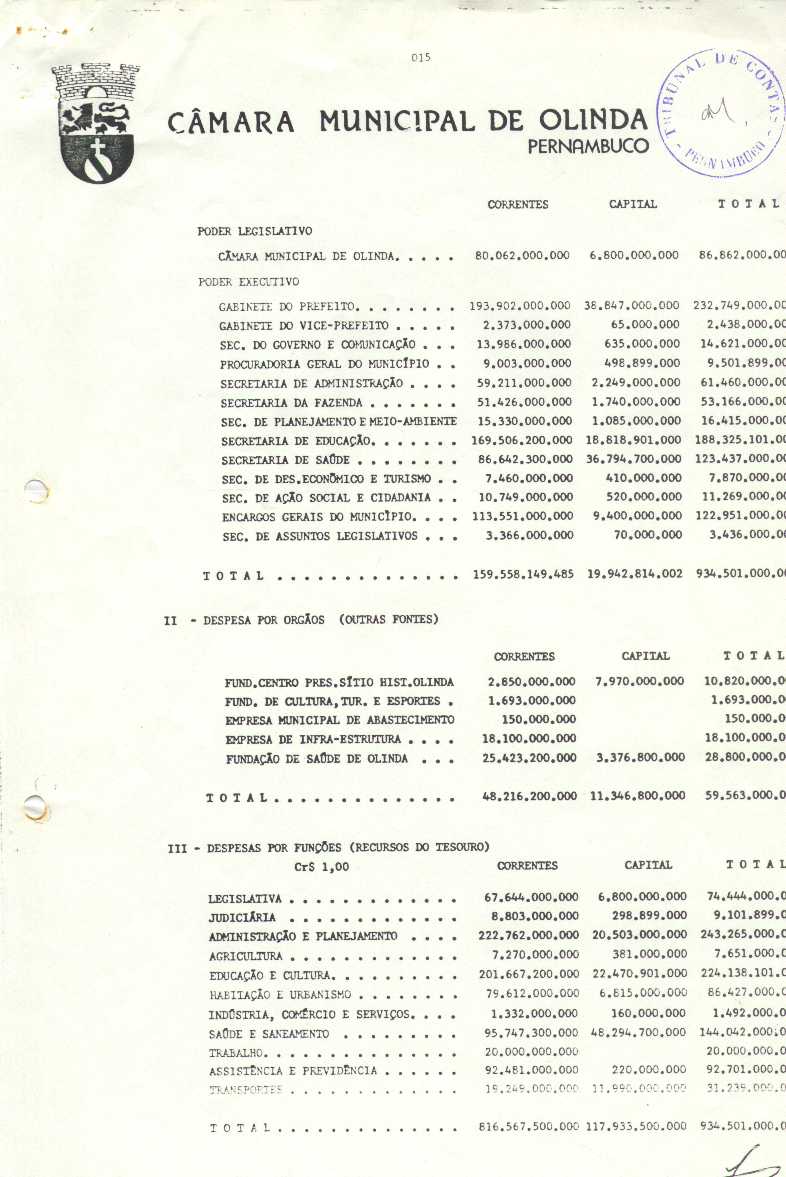 015
CÂMARA MUNICIPAL DE OLINDA
PERNAMBUCO
TRIBUNAL DE CONTAS - PERNAMBUCO -
CORRENTES CAPITAL T O T A L
PODER LEGISLATIVO
CÂMARA MUNICIPAL DE OLINDA. . . . . 80.062.000.000 6.800.000.000 86.862.000.00
PODER EXECUTIVO
GABINETE DO PREFEITO. . . . . . . . 193.902.000.000 38.847.000.000 232.749.000.00
GABINETE DO VICE-PREFEITO . . . . . 2.373.000.000 65.000.000 2.438.000.00
SEC. DO GOVERNO E COMUNICAÇÃO . . . 13.986.000.000 635.000.000 14.621.000.00
PROCURADORIA GERAL DO MUNICÍPIO . . 9.003.000.000 498.899.000 9.501.899.00
SECRETARIA DE ADMINISTRAÇÃO . . . . 59.211.000.000 2.249.000.000 61.460.000.00
SECRETARIA DA FAZENDA . . . . . . . 51.426.000.000 1.740.000.000 53.166.000.00
SEC. DE PLANEJAMENTO E MEIO-AMBIENTE 15.330.000.000 1.085.000.000 16.415.000.00
SECRETARIA DE EDUCAÇÃO. . . . . . . 169.506.200.000 18.818.901.000 188.325.101.00
SECRETARIA DE SAÚDE . . . . . . . . 86.642.300.000 36.794.700.000 123.437.000.00
SEC. DE DES.ECONÔMICO E TURISMO . . 7.460.000.000 410.000.000 7.870.000.00
SEC. DE AÇÃO SOCIAL E CIDADANIA . . 10.749.000.000 520.000.000 11.269.000.00
ENCARGOS GERAIS DO MUNICÍPIO. . . . 113.551.000.000 9.400.000.000 122.951.000.00
SEC. DE ASSUNTOS LEGISLATIVOS . . . 3.366.000.000 70.000.000 3.436.000.00
T O T A L . . . . . . . . . . . . . . 159.558.149.485 19.942.814.002 934.501.000.00
II - DESPESA POR ORGÃOS (OUTRAS FONTES)
CORRENTES CAPITAL T O T A L
FUND.CENTRO PRES.SÍTIO HIST.OLINDA 2.850.000.000 7.970.000.000 10.820.000.0
FUND. DE CULTURA,TUR. E ESPORTES . 1.693.000.000 1.693.000.0
EMPRESA MUNICIPAL DE ABASTECIMENTO 150.000.000 150.000.0
EMPRESA DE INFRA-ESTRUTURA . . . . 18.100.000.000 18.100.000.0
FUNDAÇÃO DE SAÚDE DE OLINDA . . . 25.423.200.000 3.376.800.000 28.800.000.0
T O T A L. . . . . . . . . . . . . . 48.216.200.000 11.346.800.000 59.563.000.0
III - DESPESAS POR FUNÇÕES (RECURSOS DO TESOURO)
Cr$ 1,00 CORRENTES CAPITAL T O T A L
LEGISLATIVA . . . . . . . . . . . . . 67.644.000.000 6.800.000.000 74.444.000.0
JUDICIÁRIA . . . . . . . . . . . . . 8.803.000.000 298.899.000 9.101.899.0
ADMINISTRAÇÃO E PLANEJAMENTO . . . . 222.762.000.000 20.503.000.000 243.265.000.0
AGRICULTURA . . . . . . . . . . . . . 7.270.000.000 381.000.000 7.651.000.0
EDUCAÇÃO E CULTURA. . . . . . . . . . 201.667.200.000 22.470.901.000 224.138.101.0
HABITAÇÃO E URBANISMO . . . . . . . . 79.612.000.000 6.815.000.000 86.427.000.0
INDÚSTRIA, COMÉRCIO E SERVIÇOS. . . . 1.332.000.000 160.000.000 1.492.000.0
SAÚDE E SANEAMENTO . . . . . . . . . 95.747.300.000 48.294.700.000 144.042.000.0
TRABALHO. . . . . . . . . . . . . . . 20.000.000.000 20.000.000.0
ASSISTÊNCIA E PREVIDÊNCIA . . . . . . 92.481.000.000 220.000.000 92.701.000.0
TRANSPORTES . . . . . . . . . . . . . 19.249.000.000 11.990.000.000 31.239.000.0
T O T A L . . . . . . . . . . . . . . 816.567.500.000 117.933.500.000 934.501.000.0